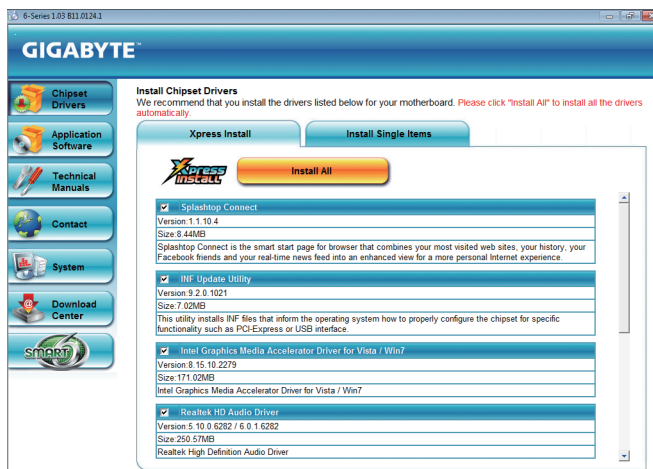 6-Series 1.03 B11.0124.1
GIGABYTE™
Chipset
Drivers
Application
Software
Technical
Manuals
Contact
System
Download
Center
SMART6
Install Chipset Drivers
We recommend that you install the drivers listed below for your motherboard. Please click "Install All" to install all the drivers
automatically.
Xpress Install
Install Single Items
Xpress
INSTALL
Install All
Splashtop Connect
Version:1.1.10.4
Size:8.44MB
Splashtop Connect is the smart start page for browser that combines your most visited web sites, your history, your
Facebook friends and your real-time news feed into an enhanced view for a more personal Internet experience.
INF Update Utility
Version:9.2.0.1021
Size:7.02MB
This utility installs INF files that inform the operating system how to properly configure the chipset for specific
functionality such as PCI-Express or USB interface.
Intel Graphics Media Accelerator Driver for Vista / Win7
Version:8.15.10.2279
Size:171.02MB
Intel Graphics Media Accelerator Driver for Vista / Win7
Realtek HD Audio Driver
Version:5.10.0.6282 / 6.0.1.6282
Size:250.57MB
Realtek High Definition Audio Driver